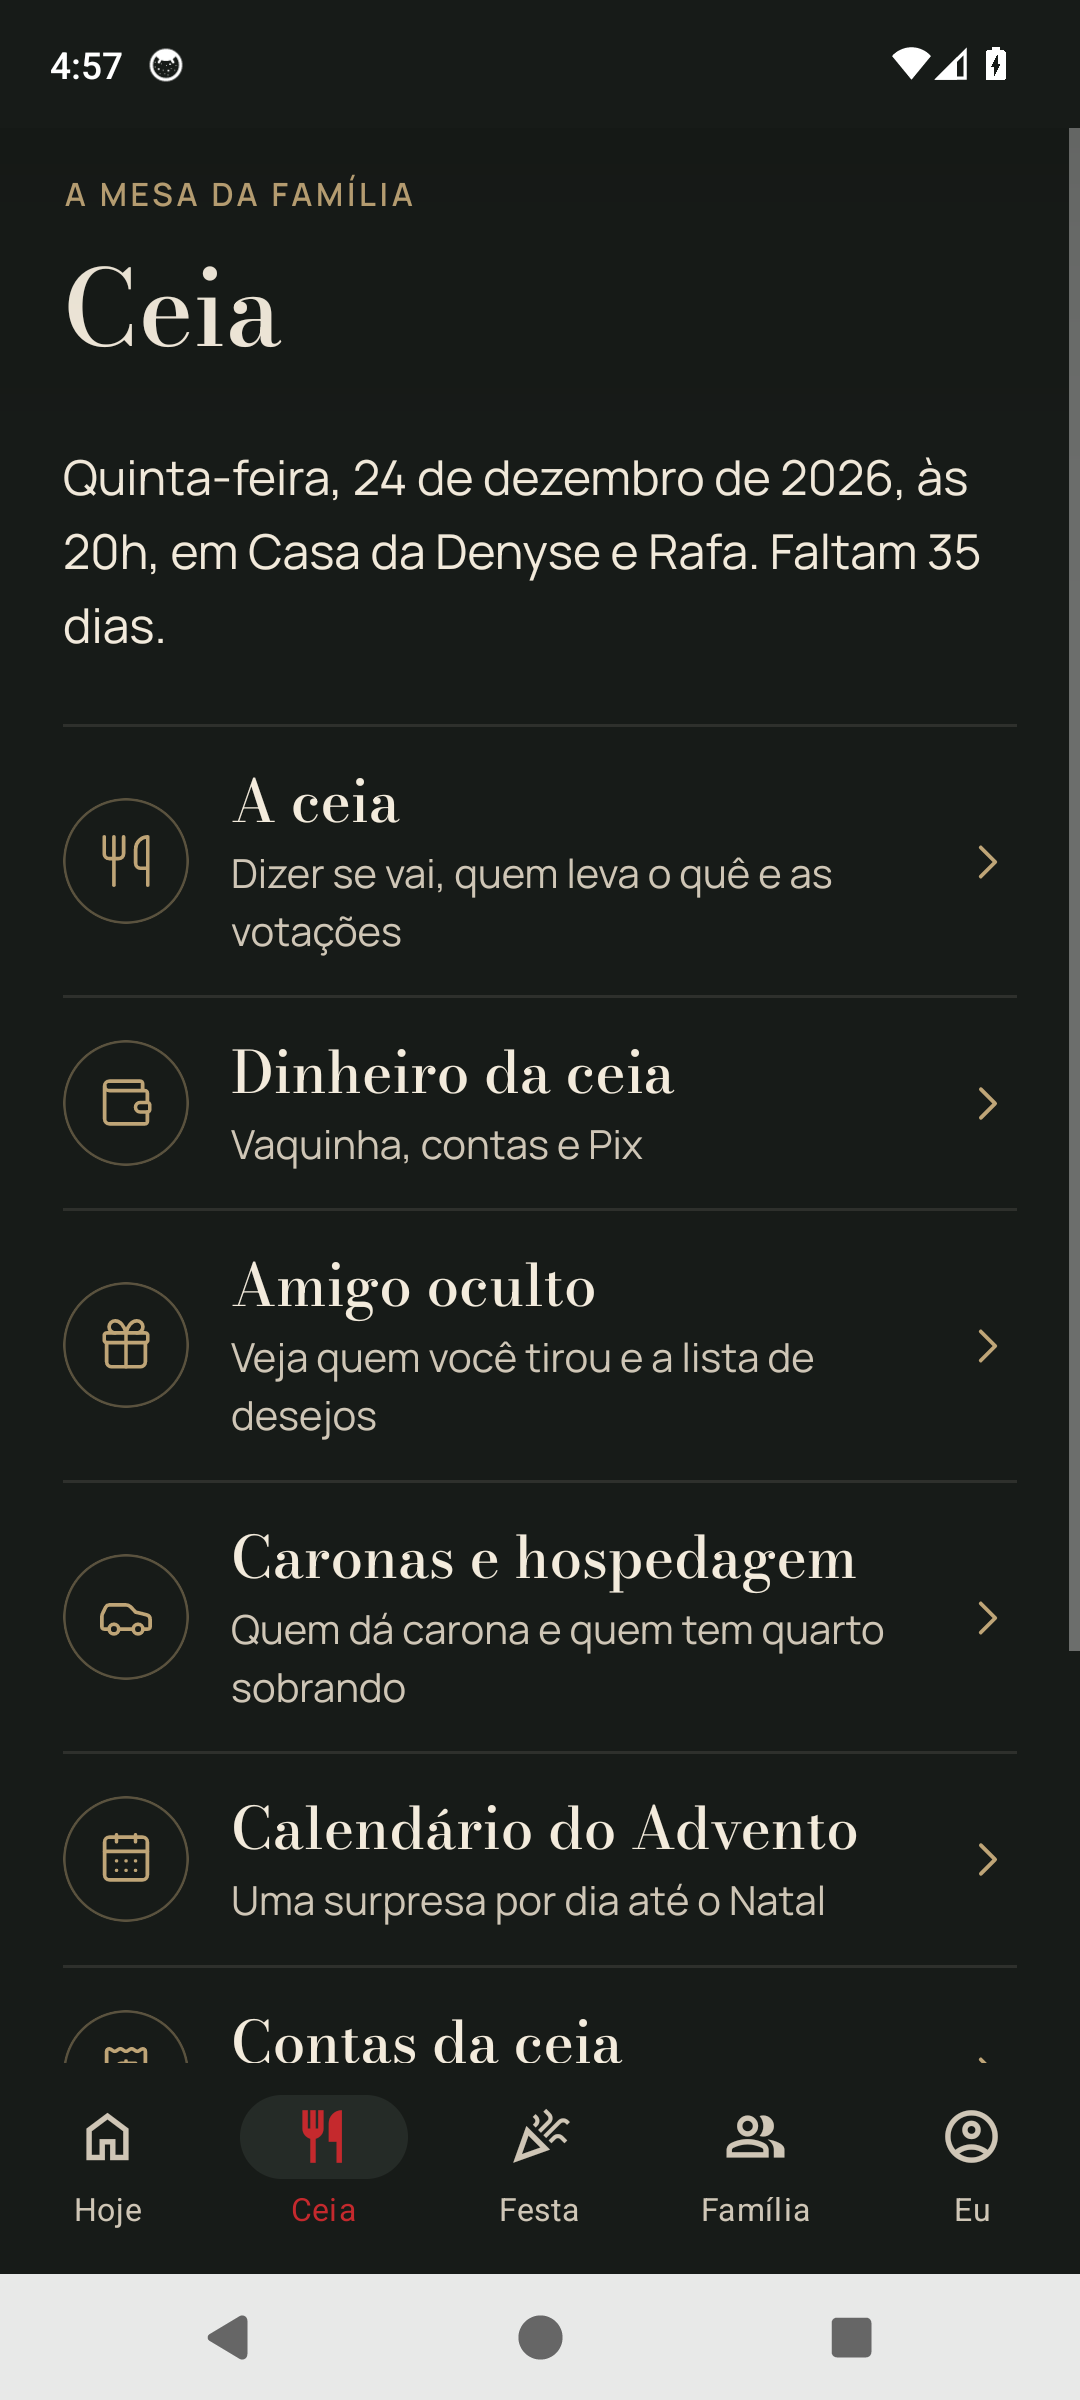 4:57
A MESA DA FAMÍLIA
Ceia
Quinta-feira, 24 de dezembro de 2026, às
20h, em Casa da Denyse e Rafa. Faltam 35
dias.
A ceia
Dizer se vai, quem leva o quê e as
votações
Dinheiro da ceia
Vaquinha, contas e Pix
Amigo oculto
Veja quem você tirou e a lista de
desejos
Caronas e hospedagem
Quem dá carona e quem tem quarto
sobrando
Calendário do Advento
Uma surpresa por dia até o Natal
Contas da ceia
Hoje
Ceia
Festa
Família
Eu